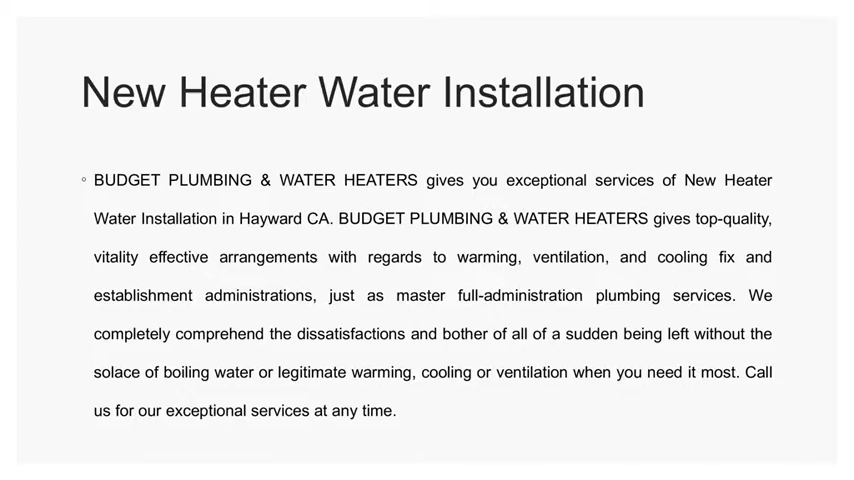 New Heater Water Installation
◦ BUDGET PLUMBING & WATER HEATERS gives you exceptional services of New Heater
Water Installation in Hayward CA. BUDGET PLUMBING & WATER HEATERS gives top-quality,
vitality effective arrangements with regards to warming, ventilation, and cooling fix and
establishment administrations, just as master full-administration plumbing services. We
completely comprehend the dissatisfactions and bother of all of a sudden being left without the
solace of boiling water or legitimate warming, cooling or ventilation when you need it most. Call
us for our exceptional services at any time.